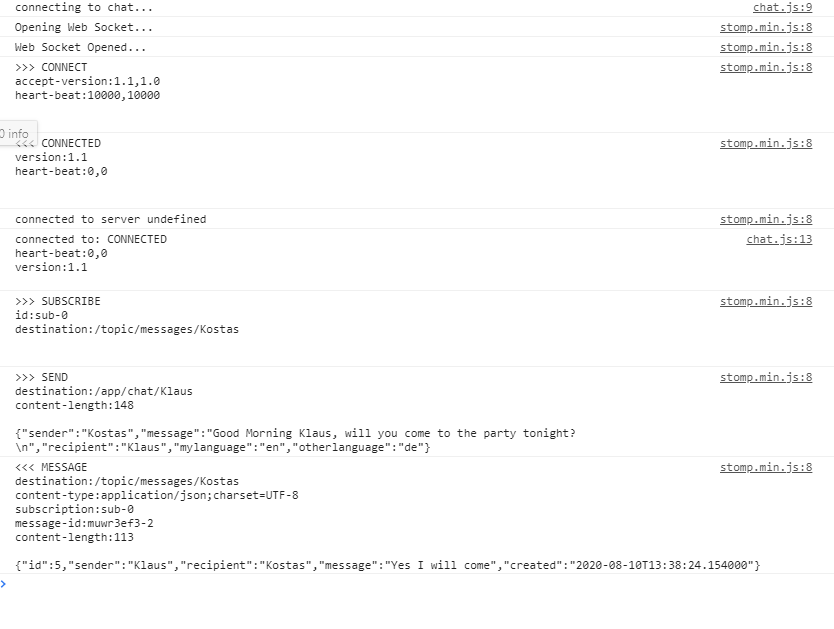 connecting to chat... chat.js:9
Opening Web Socket... stomp.min.js:8
Web Socket Opened... stomp.min.js:8
>>> CONNECT stomp.min.js:8
accept-version:1.1,1.0
heart-beat:10000,10000
0 info
<<< CONNECTED stomp.min.js:8
version:1.1
heart-beat:0,0
connected to server undefined stomp.min.js:8
connected to: CONNECTED chat.js:13
heart-beat:0,0
version:1.1
>>> SUBSCRIBE stomp.min.js:8
id:sub-0
destination:/topic/messages/Kostas
>>> SEND stomp.min.js:8
destination:/app/chat/Klaus
content-length:148
{"sender":"Kostas","message":"Good Morning Klaus, will you come to the party tonight?
\n","recipient":"Klaus","mylanguage":"en","otherlanguage":"de"}
<<< MESSAGE stomp.min.js:8
destination:/topic/messages/Kostas
content-type:application/json;charset=UTF-8
subscription:sub-0
message-id:muwr3ef3-2
content-length:113
{"id":5,"sender":"Klaus","recipient":"Kostas","message":"Yes I will come","created":"2020-08-10T13:38:24.154000"}
>